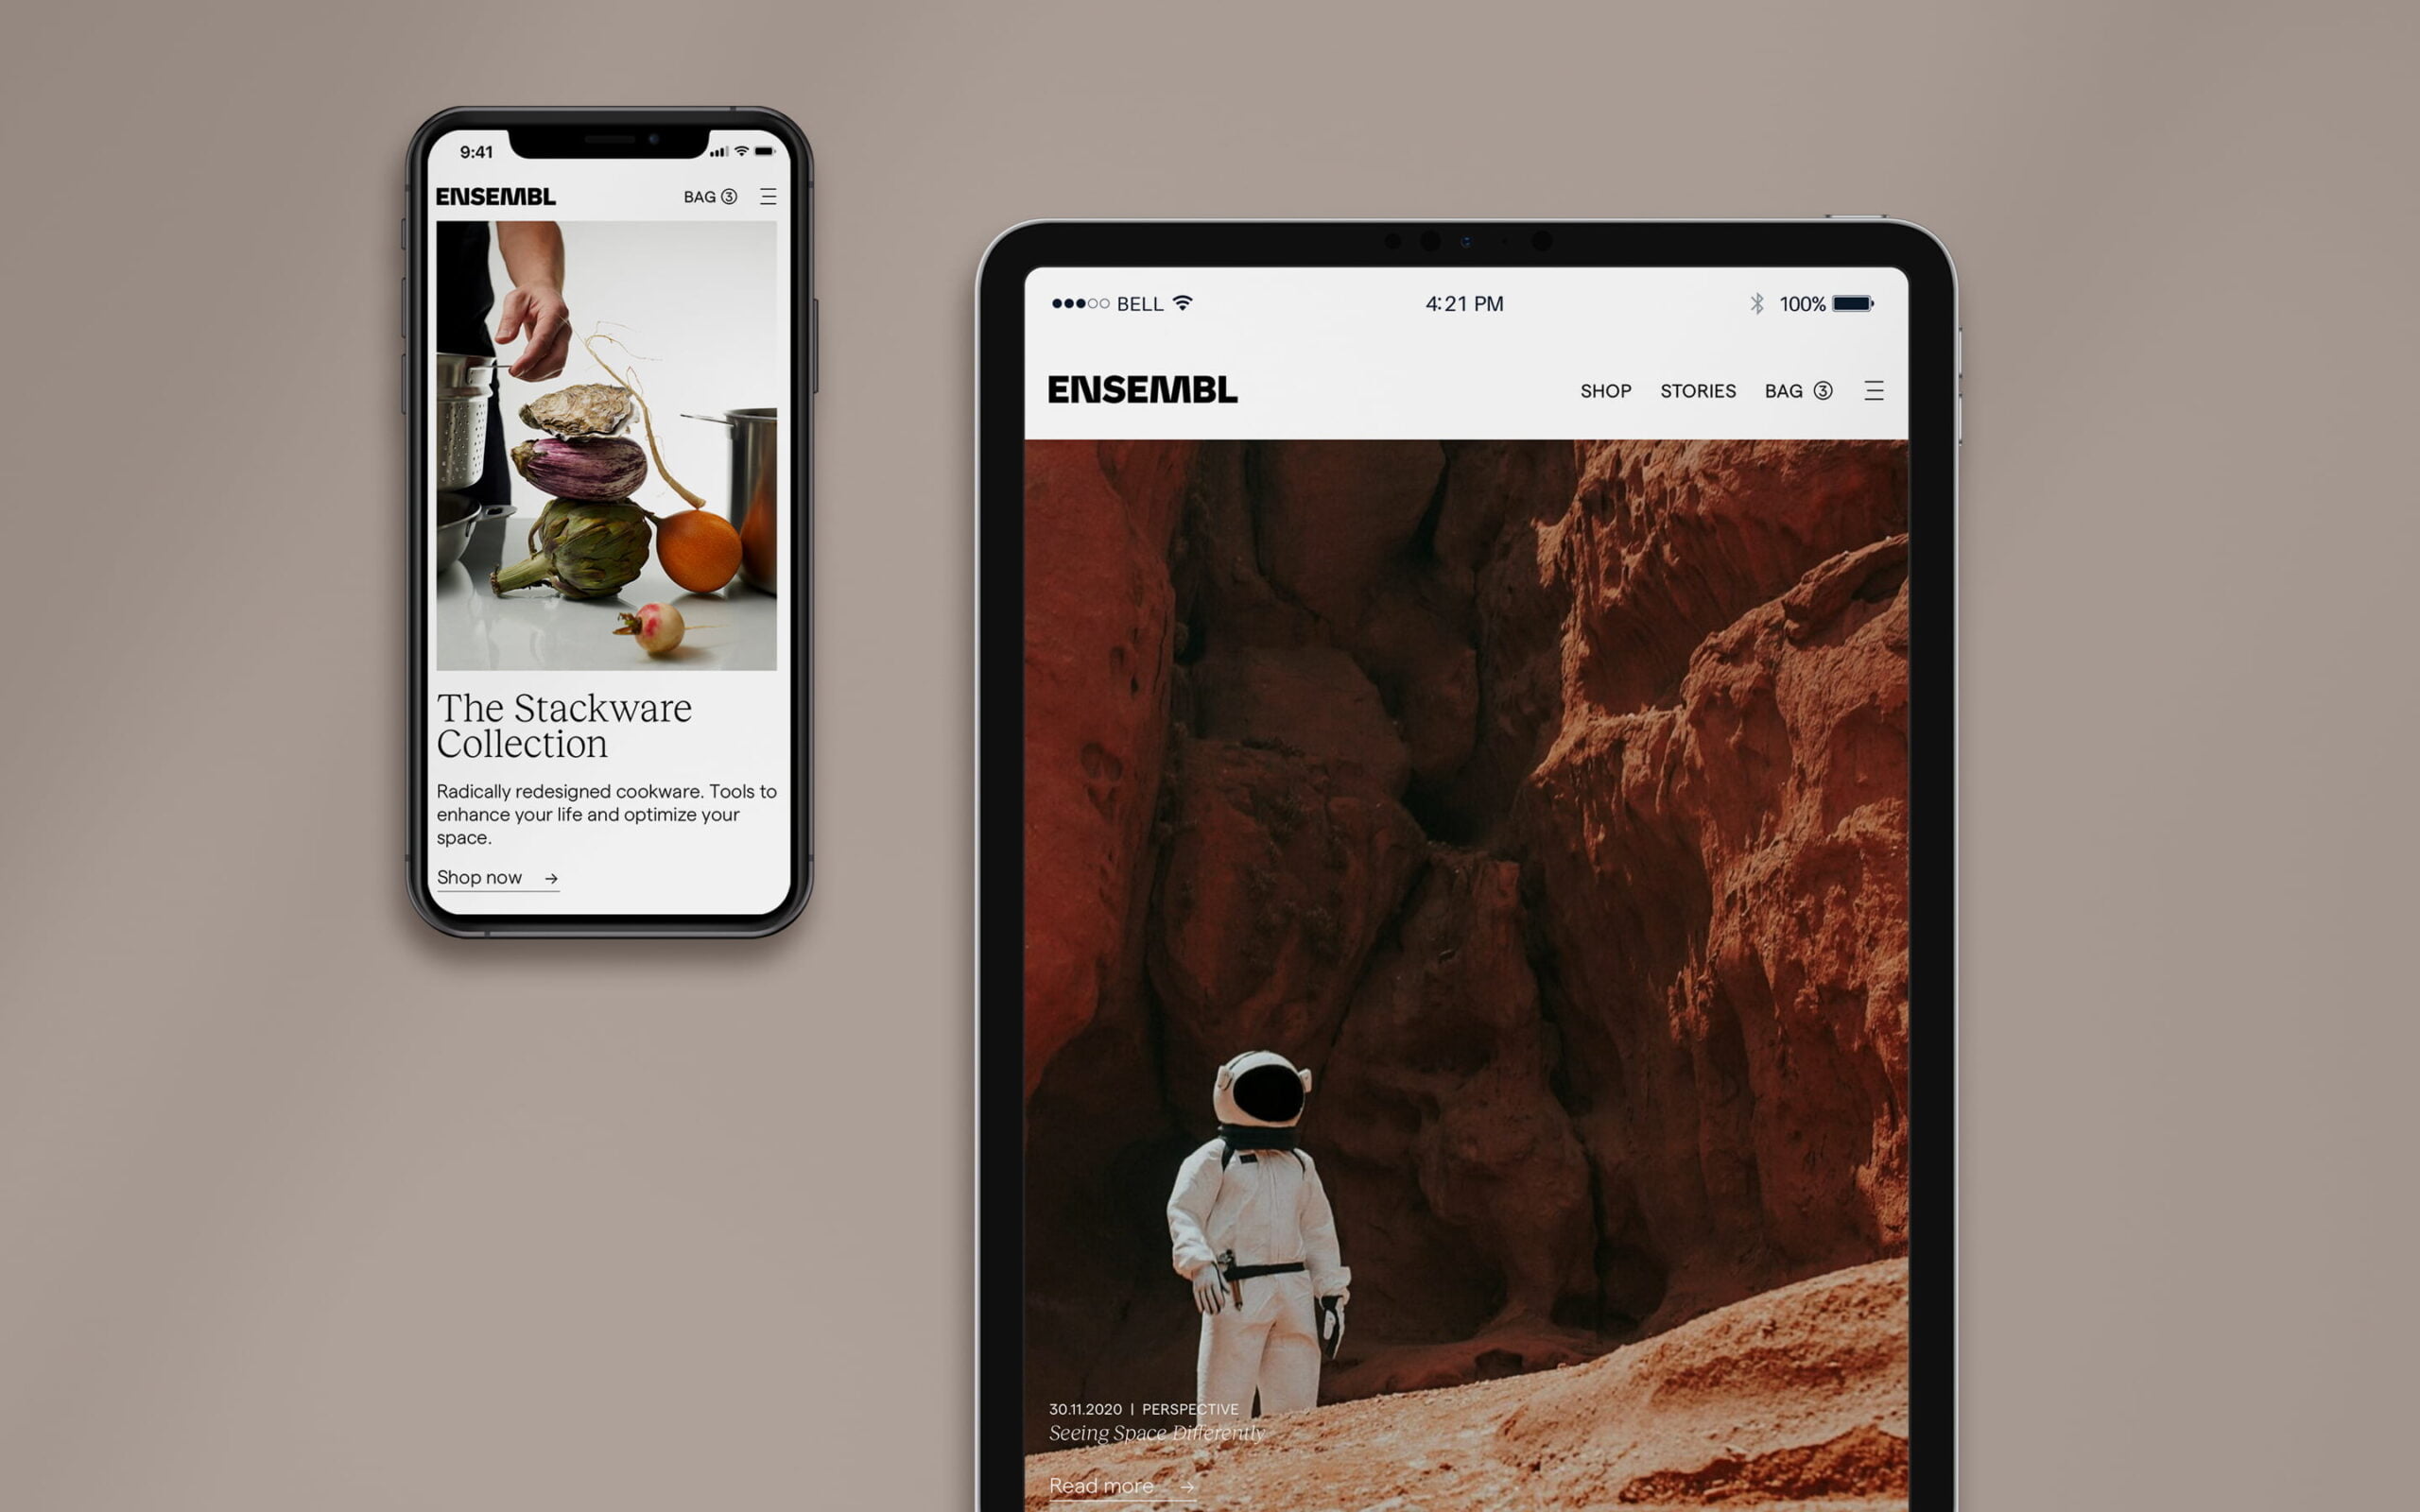 9:41
ENSEMBL
BAG 3
The Stackware
Collection
Radically redesigned cookware. Tools to
enhance your life and optimize your
space.
Shop now →
BELL
4:21 PM
100%
ENSEMBL
SHOP STORIES BAG 3
30.11.2020 | PERSPECTIVE
Seeing Space Differently
Read more →